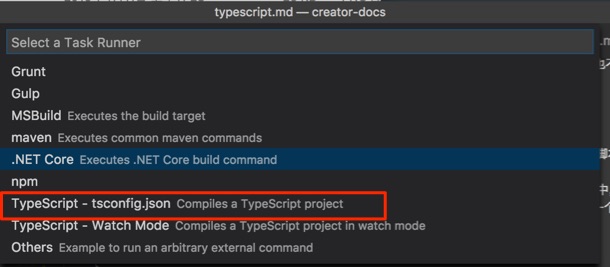 typescript.md — creator-docs
Select a Task Runner
Grunt
Gulp
MSBuild Executes the build target
maven Executes common maven commands
.NET Core Executes .NET Core build command
npm
TypeScript - tsconfig.json Compiles a TypeScript project
TypeScript - Watch Mode Compiles a TypeScript project in watch mode
Others Example to run an arbitrary external command